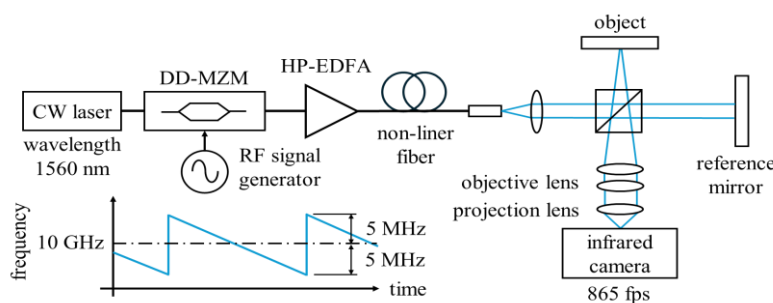 object
HP-EDFA
DD-MZM
CW laser
wavelength
1560 nm
RF signal
generator
non-liner
fiber
reference
mirror
objective lens
projection lens
infrared
camera
865 fps
frequency
10 GHz
5 MHz
5 MHz
time